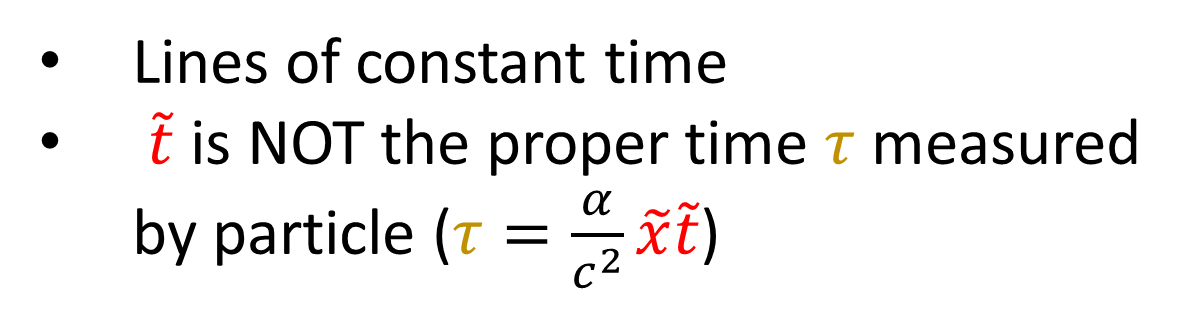 • Lines of constant time
• t̃ is NOT the proper time τ measured
by particle (τ = α/c² x̃t̃)